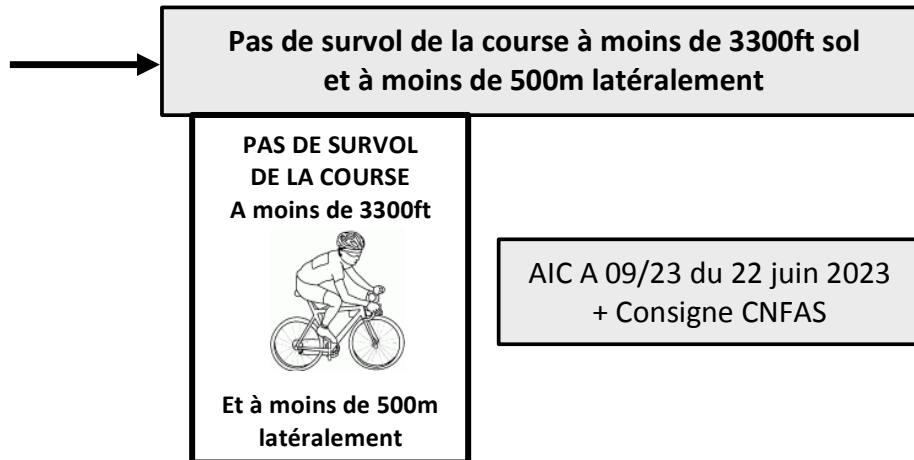 Pas de survol de la course à moins de 3300ft sol
et à moins de 500m latéralement
PAS DE SURVOL
DE LA COURSE
A moins de 3300ft
Et à moins de 500m
latéralement
AIC A 09/23 du 22 juin 2023
+ Consigne CNFAS